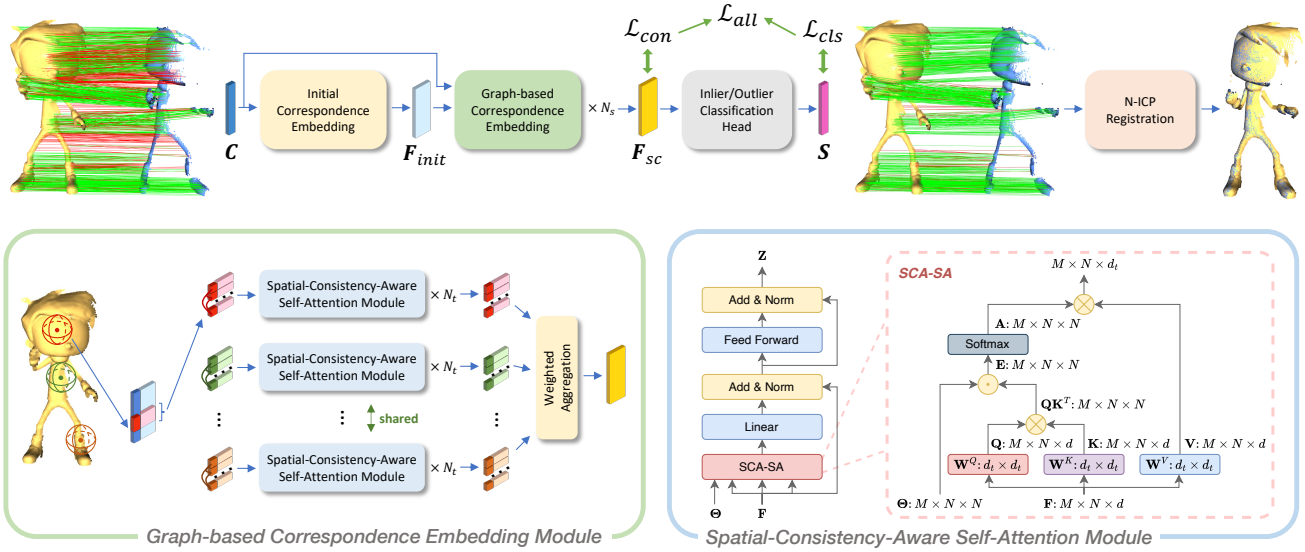 ℒ_con
ℒ_all
ℒ_cls
Initial
Correspondence
Embedding
Graph-based
Correspondence
Embedding
× N_s
Inlier/Outlier
Classification
Head
N-ICP
Registration
C
F_init
F_sc
S
Spatial-Consistency-Aware
Self-Attention Module
× N_t
Spatial-Consistency-Aware
Self-Attention Module
× N_t
shared
Spatial-Consistency-Aware
Self-Attention Module
× N_t
Weighted
Aggregation
Graph-based Correspondence Embedding Module
Z
Add & Norm
Feed Forward
Add & Norm
Linear
SCA-SA
Θ
F
SCA-SA
M × N × d_t
A: M × N × N
Softmax
E: M × N × N
QK^T: M × N × N
Q: M × N × d
K: M × N × d
V: M × N × d
W^Q: d_t × d_t
W^K: d_t × d_t
W^V: d_t × d_t
Θ: M × N × N
F: M × N × d
Spatial-Consistency-Aware Self-Attention Module